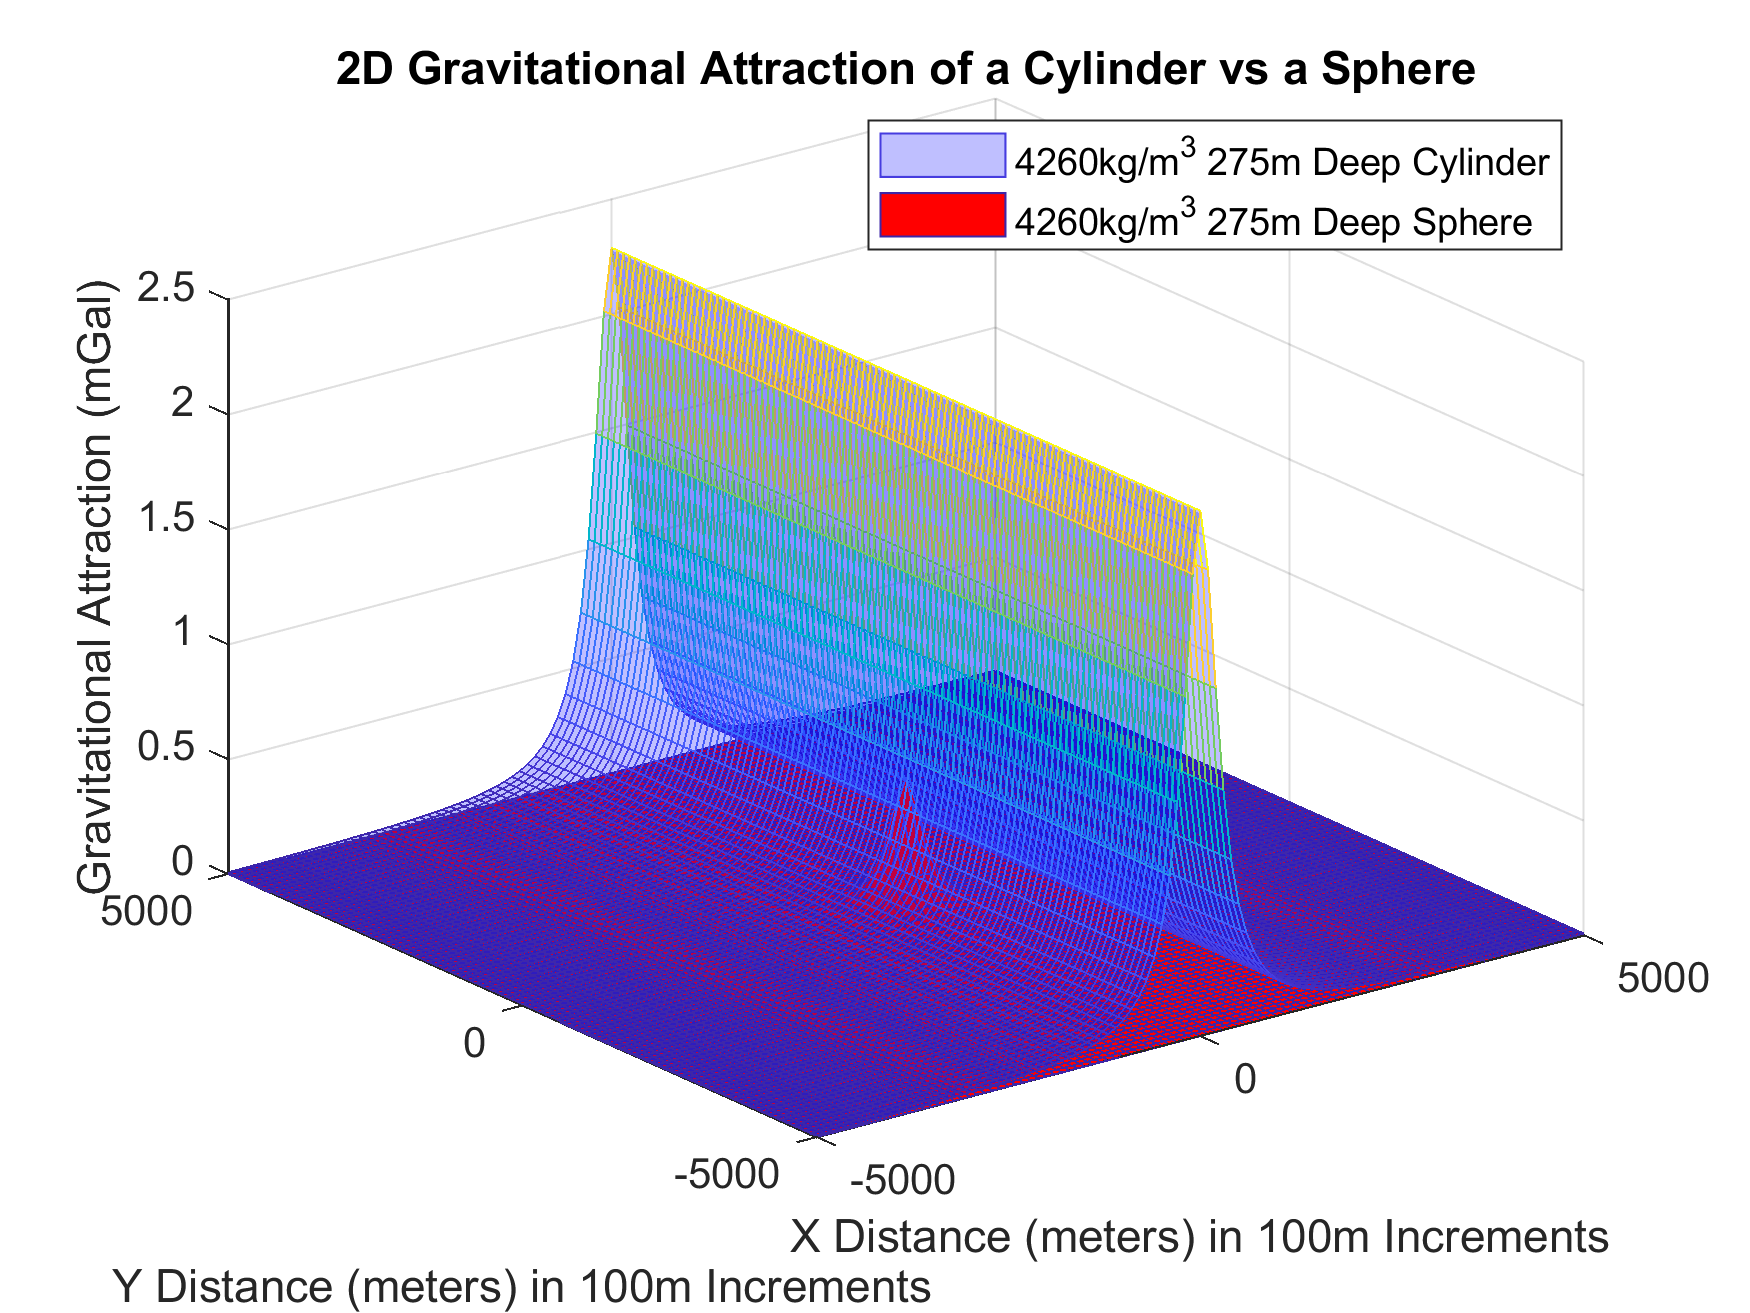 2D Gravitational Attraction of a Cylinder vs a Sphere
4260kg/m³ 275m Deep Cylinder
4260kg/m³ 275m Deep Sphere
Gravitational Attraction (mGal)
2.5
2
1.5
1
0.5
0
5000
0
-5000
-5000
0
5000
X Distance (meters) in 100m Increments
Y Distance (meters) in 100m Increments